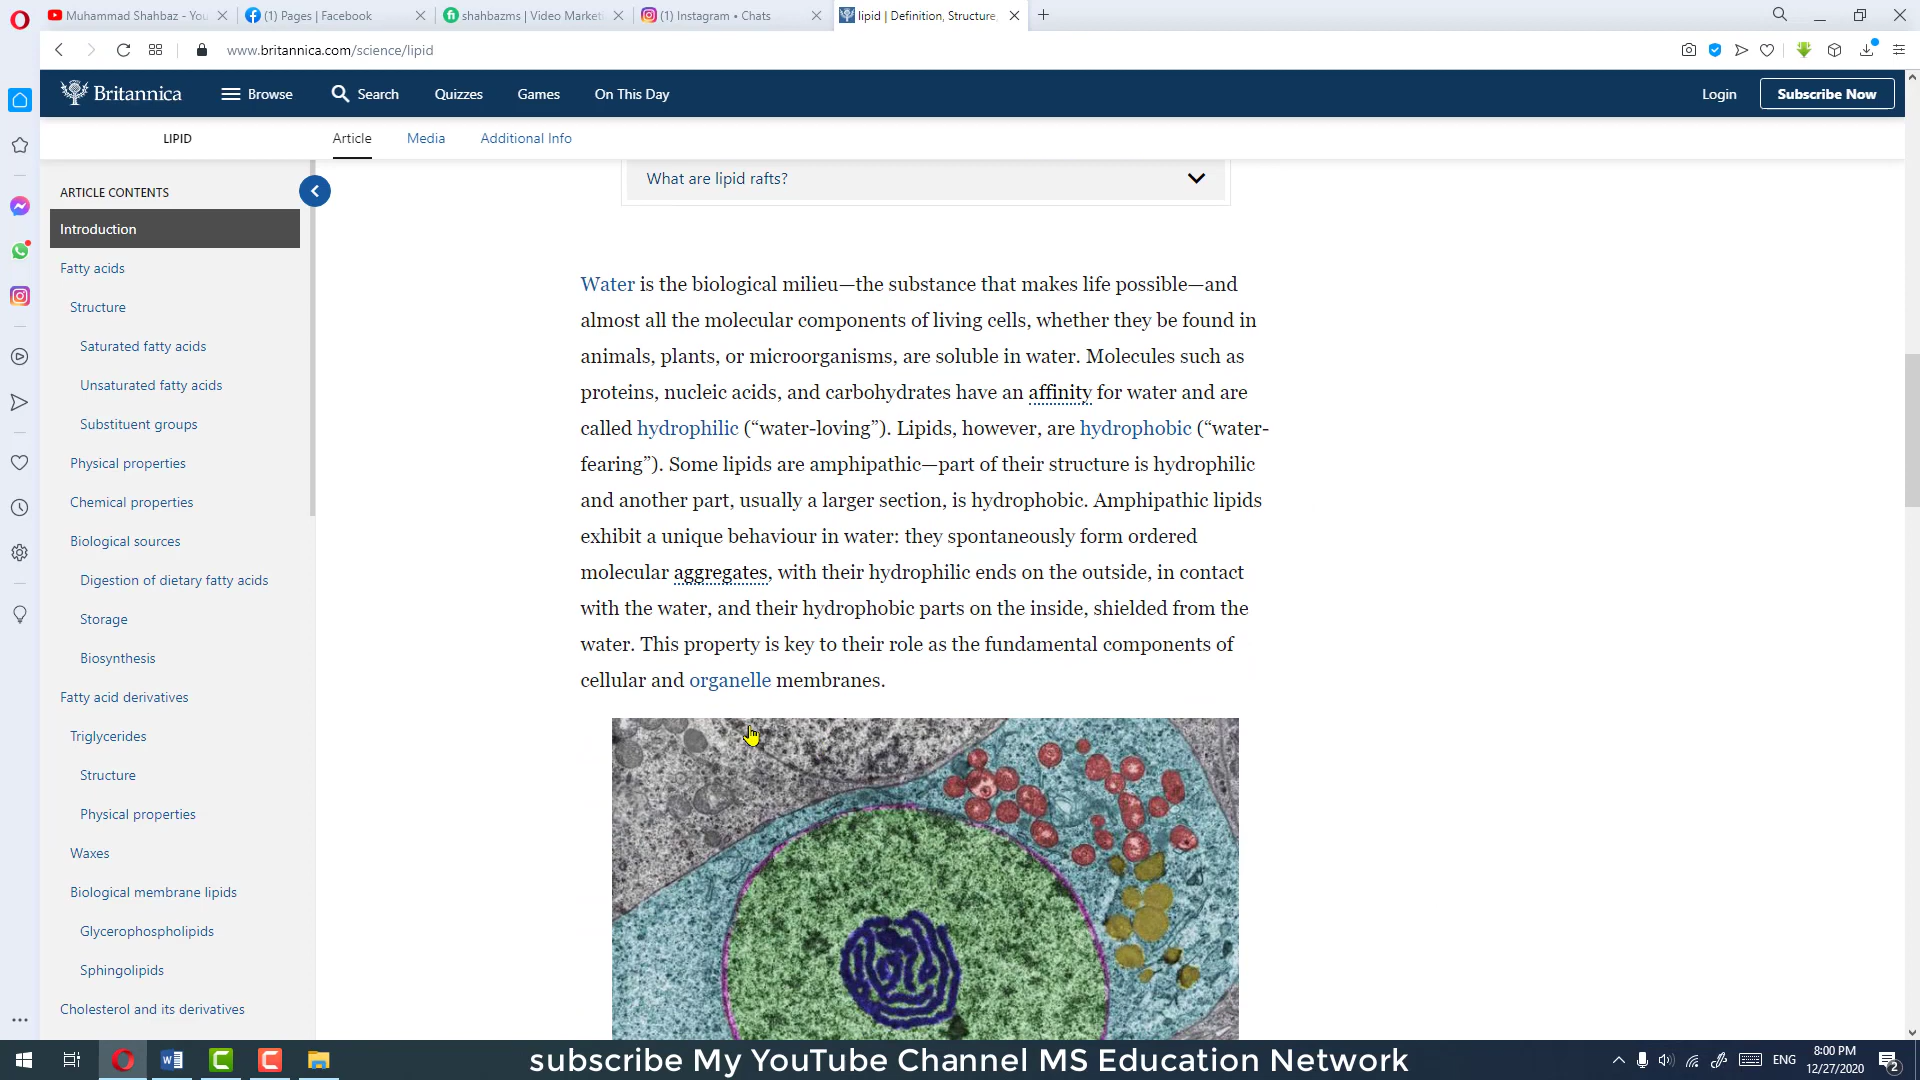 Muhammad Shahbaz - You
(1) Pages | Facebook
shahbazms | Video Marketi
(1) Instagram • Chats
lipid | Definition, Structure,
www.britannica.com/science/lipid
Britannica
Browse
Search
Quizzes
Games
On This Day
Login
Subscribe Now
LIPID
Article
Media
Additional Info
ARTICLE CONTENTS
Introduction
Fatty acids
Structure
Saturated fatty acids
Unsaturated fatty acids
Substituent groups
Physical properties
Chemical properties
Biological sources
Digestion of dietary fatty acids
Storage
Biosynthesis
Fatty acid derivatives
Triglycerides
Structure
Physical properties
Waxes
Biological membrane lipids
Glycerophospholipids
Sphingolipids
Cholesterol and its derivatives
What are lipid rafts?
Water is the biological milieu—the substance that makes life possible—and
almost all the molecular components of living cells, whether they be found in
animals, plants, or microorganisms, are soluble in water. Molecules such as
proteins, nucleic acids, and carbohydrates have an affinity for water and are
called hydrophilic (“water-loving”). Lipids, however, are hydrophobic (“water-
fearing”). Some lipids are amphipathic—part of their structure is hydrophilic
and another part, usually a larger section, is hydrophobic. Amphipathic lipids
exhibit a unique behaviour in water: they spontaneously form ordered
molecular aggregates, with their hydrophilic ends on the outside, in contact
with the water, and their hydrophobic parts on the inside, shielded from the
water. This property is key to their role as the fundamental components of
cellular and organelle membranes.
subscribe My YouTube Channel MS Education Network
ENG
8:00 PM
12/27/2020
2